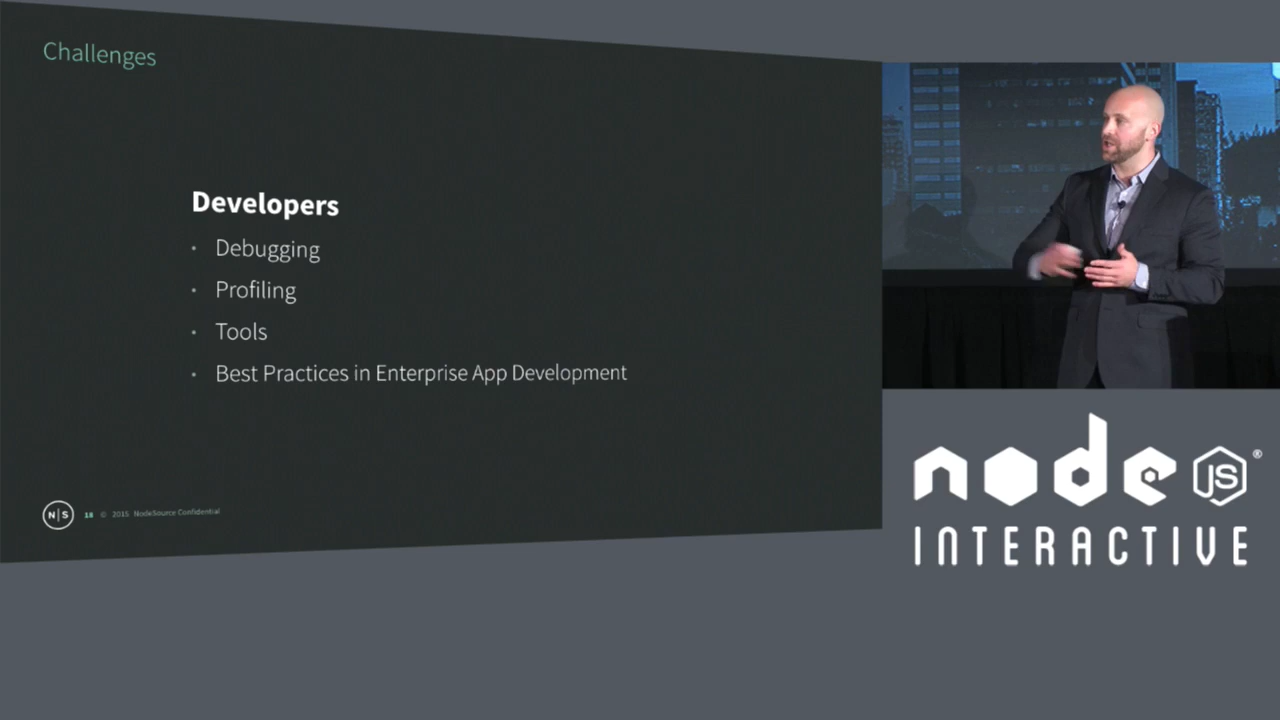 Challenges
Developers
• Debugging
• Profiling
• Tools
• Best Practices in Enterprise App Development
N|S 18 © 2015 NodeSource Confidential
node JS ®
INTERACTIVE